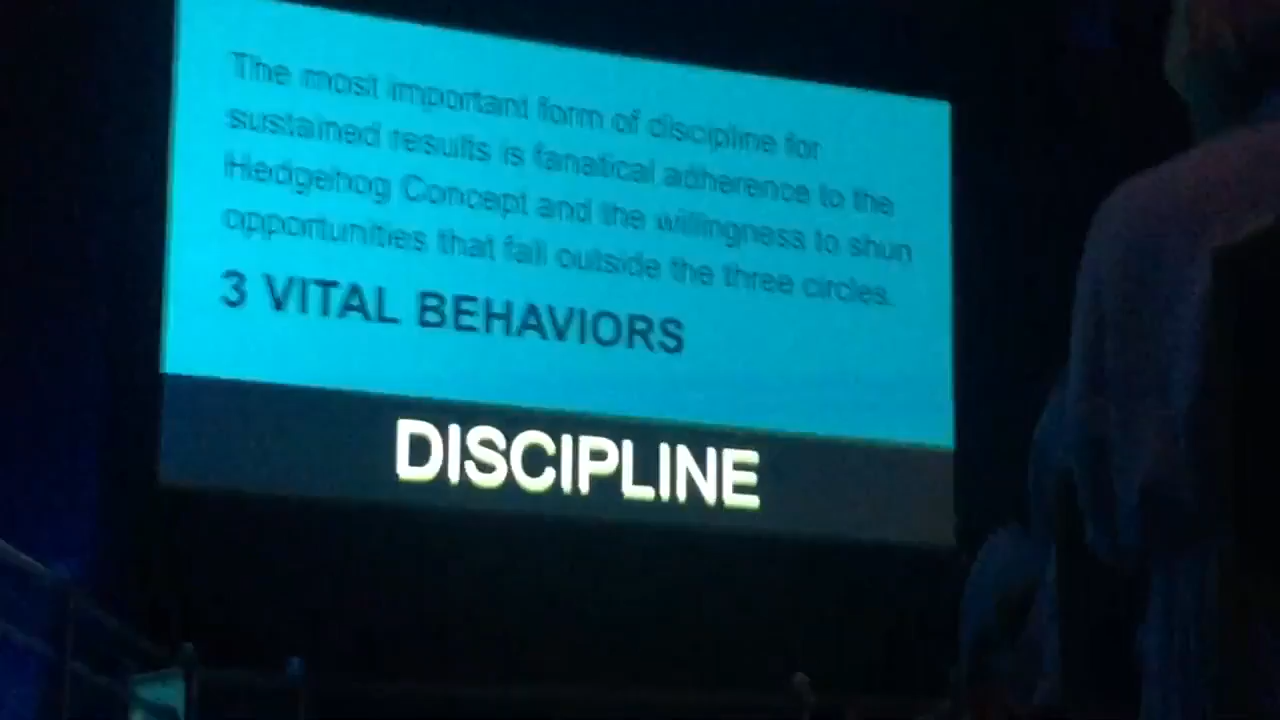 The most important form of discipline for
sustained results is fanatical adherence to the
Hedgehog Concept and the willingness to shun
opportunities that fall outside the three circles.
3 VITAL BEHAVIORS
DISCIPLINE